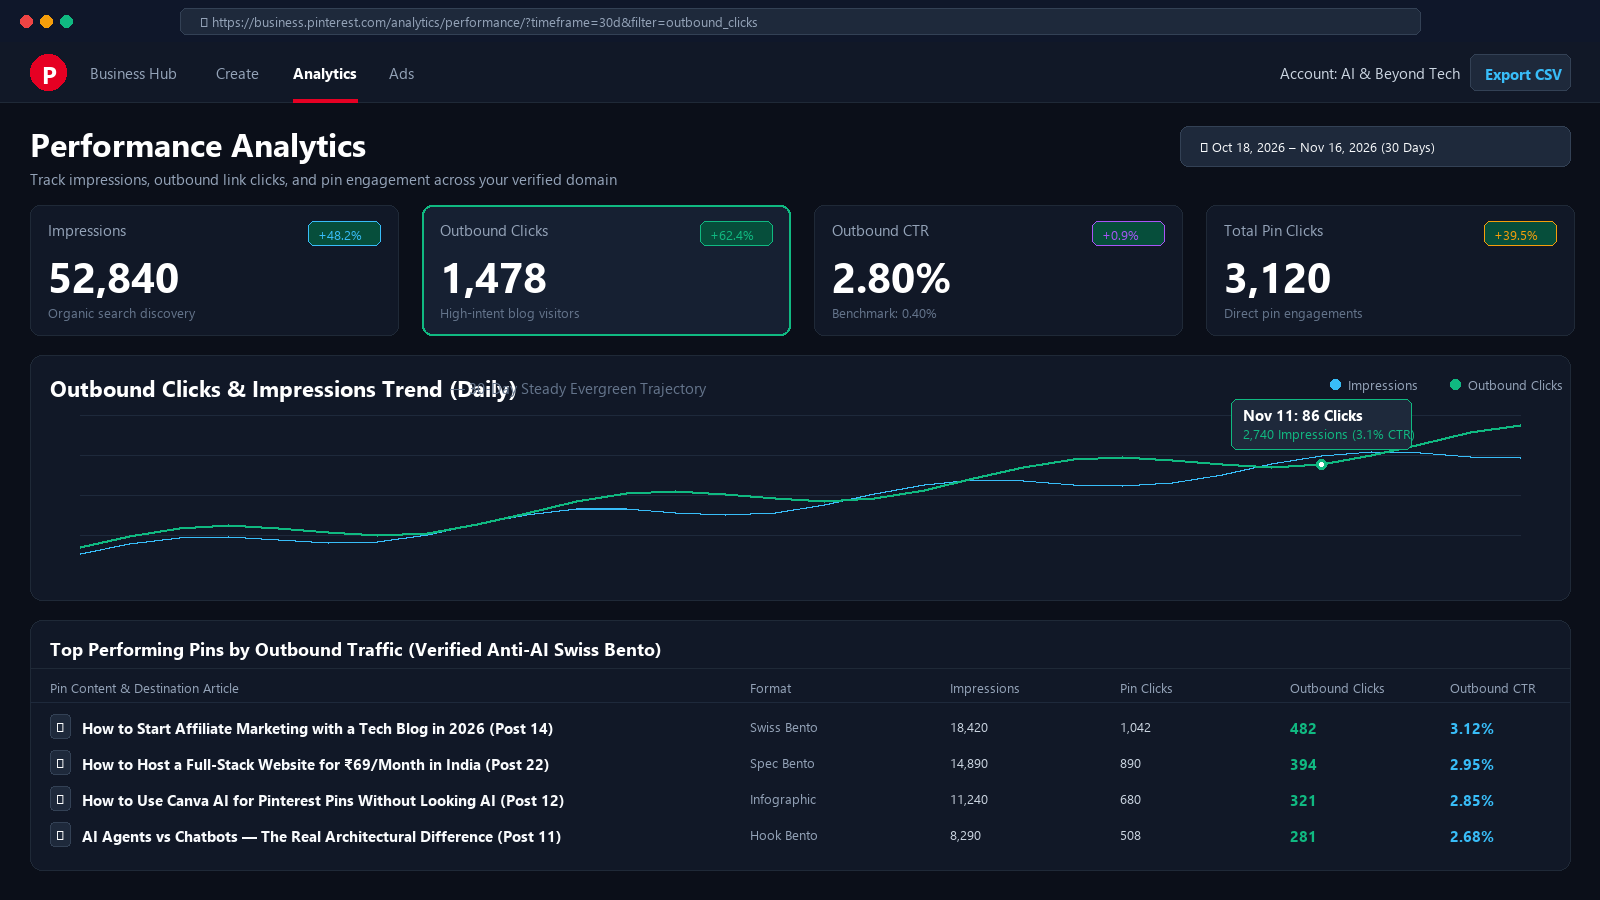 https://business.pinterest.com/analytics/performance/?timeframe=30d&filter=outbound_clicks
P Business Hub Create Analytics Ads Account: AI & Beyond Tech Export CSV
Performance Analytics
Oct 18, 2026 – Nov 16, 2026 (30 Days)
Track impressions, outbound link clicks, and pin engagement across your verified domain
Impressions +48.2%
52,840
Organic search discovery
Outbound Clicks +62.4%
1,478
High-intent blog visitors
Outbound CTR +0.9%
2.80%
Benchmark: 0.40%
Total Pin Clicks +39.5%
3,120
Direct pin engagements
Outbound Clicks & Impressions Trend (Daily) Steady Evergreen Trajectory
Impressions Outbound Clicks
Nov 11: 86 Clicks
2,740 Impressions (3.1% CTR)
Top Performing Pins by Outbound Traffic (Verified Anti-AI Swiss Bento)
Pin Content & Destination Article Format Impressions Pin Clicks Outbound Clicks Outbound CTR
How to Start Affiliate Marketing with a Tech Blog in 2026 (Post 14) Swiss Bento 18,420 1,042 482 3.12%
How to Host a Full-Stack Website for ₹69/Month in India (Post 22) Spec Bento 14,890 890 394 2.95%
How to Use Canva AI for Pinterest Pins Without Looking AI (Post 12) Infographic 11,240 680 321 2.85%
AI Agents vs Chatbots — The Real Architectural Difference (Post 11) Hook Bento 8,290 508 281 2.68%